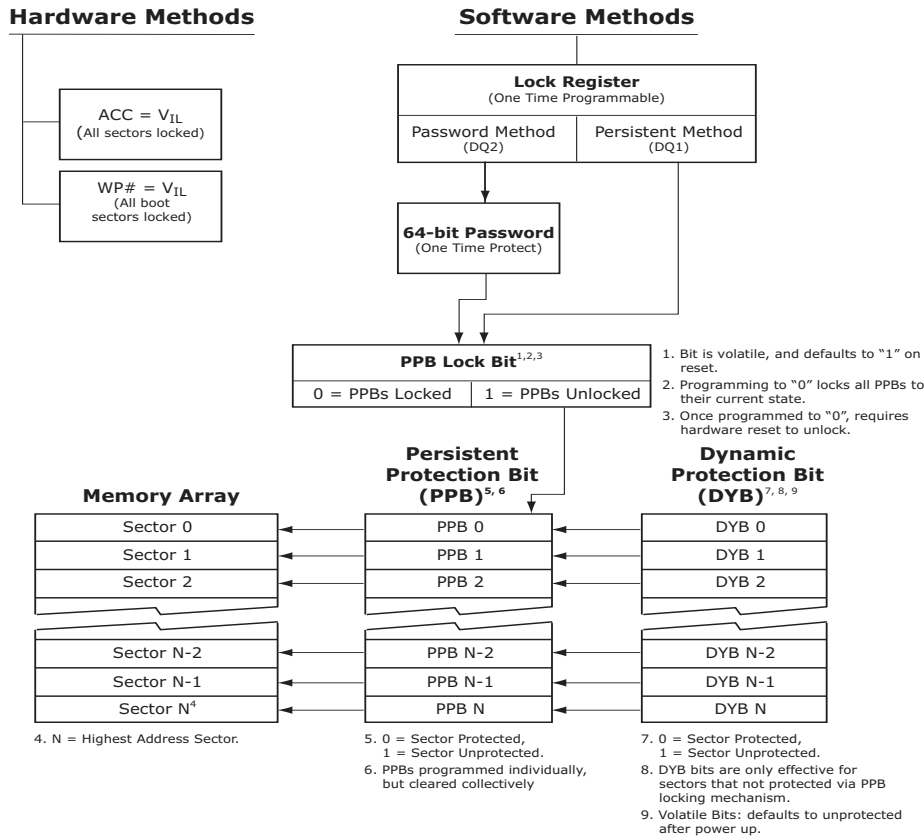 Hardware Methods
Software Methods
ACC = VIL
(All sectors locked)
WP# = VIL
(All boot
sectors locked)
Lock Register
(One Time Programmable)
Password Method
(DQ2)
Persistent Method
(DQ1)
64-bit Password
(One Time Protect)
PPB Lock Bit1,2,3
0 = PPBs Locked
1 = PPBs Unlocked
1. Bit is volatile, and defaults to “1” on
reset.
2. Programming to “0” locks all PPBs to
their current state.
3. Once programmed to “0”, requires
hardware reset to unlock.
Memory Array
Sector 0
Sector 1
Sector 2
Sector N-2
Sector N-1
Sector N4
4. N = Highest Address Sector.
Persistent
Protection Bit
(PPB)5, 6
PPB 0
PPB 1
PPB 2
PPB N-2
PPB N-1
PPB N
5. 0 = Sector Protected,
1 = Sector Unprotected.
6. PPBs programmed individually,
but cleared collectively
Dynamic
Protection Bit
(DYB)7, 8, 9
DYB 0
DYB 1
DYB 2
DYB N-2
DYB N-1
DYB N
7. 0 = Sector Protected,
1 = Sector Unprotected.
8. DYB bits are only effective for
sectors that not protected via PPB
locking mechanism.
9. Volatile Bits: defaults to unprotected
after power up.